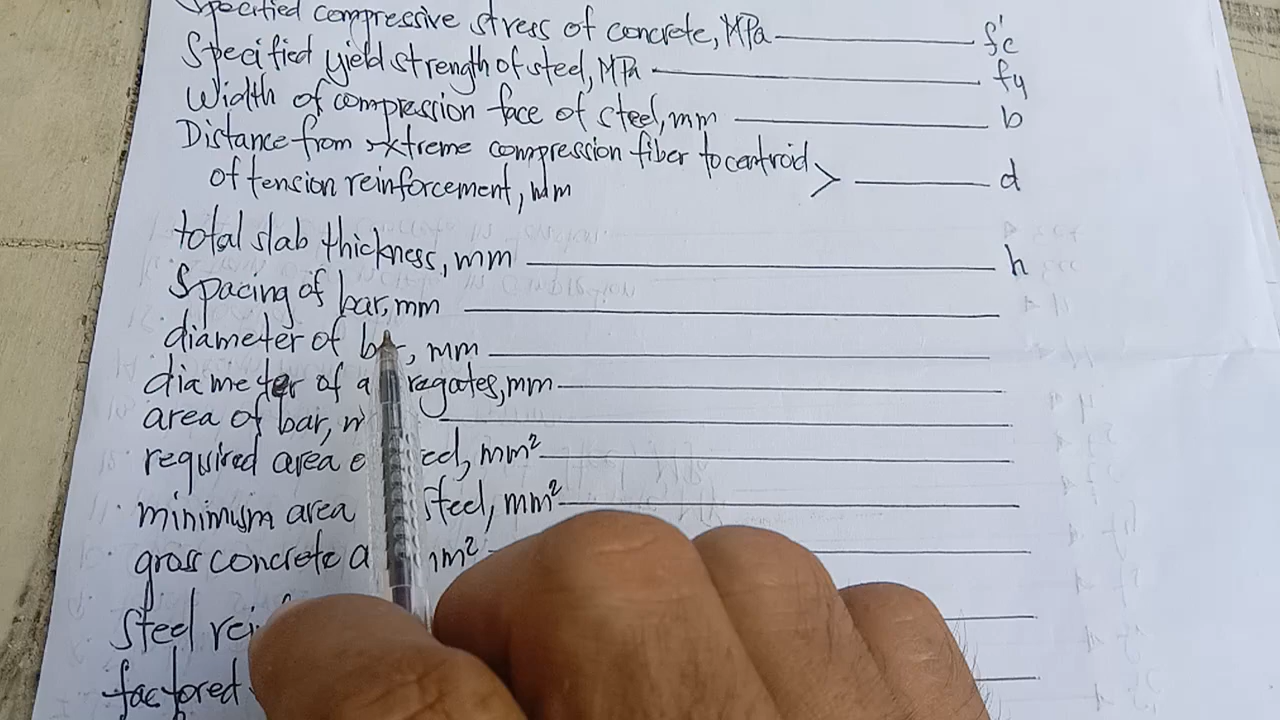 Specified compressive stress of concrete, MPa f'c
Specified yield strength of steel, MPa fy
Width of compression face of steel, mm b
Distance from extreme compression fiber to centroid
of tension reinforcement, mm d
total slab thickness, mm h
Spacing of bar, mm
diameter of, mm
diameter of, mm
area of bar,
required area, mm²
minimum area steel, mm²
gross concrete mm²
Steel
factored